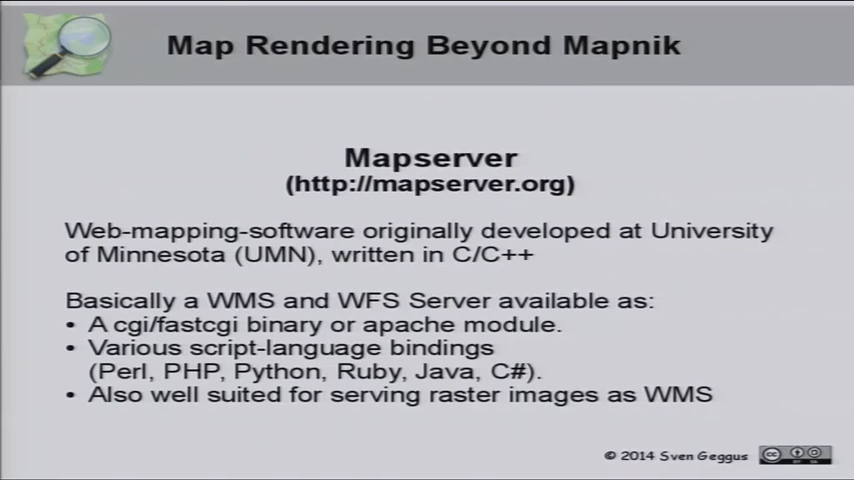 Map Rendering Beyond Mapnik
Mapserver
(http://mapserver.org)
Web-mapping-software originally developed at University
of Minnesota (UMN), written in C/C++
Basically a WMS and WFS Server available as:
• A cgi/fastcgi binary or apache module.
• Various script-language bindings
(Perl, PHP, Python, Ruby, Java, C#).
• Also well suited for serving raster images as WMS
© 2014 Sven Geggus